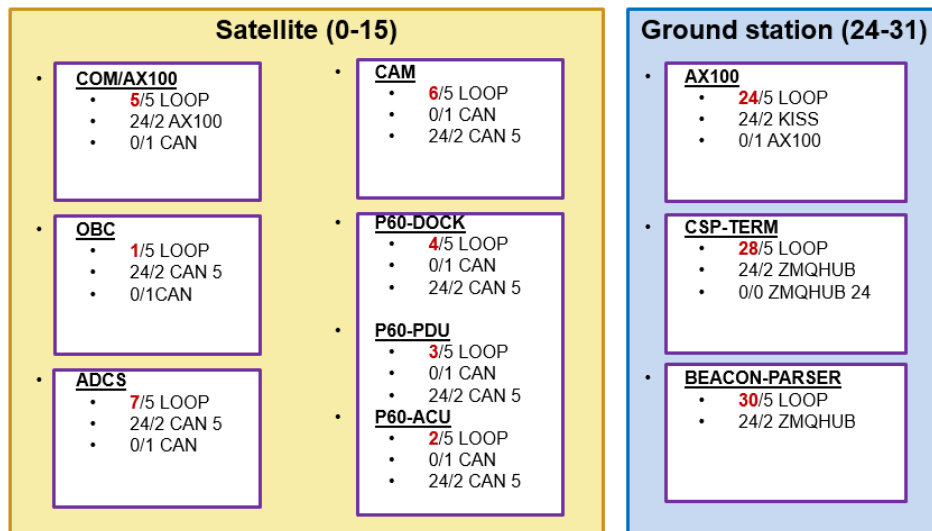 Satellite (0-15)
• COM/AX100
• 5/5 LOOP
• 24/2 AX100
• 0/1 CAN
• OBC
• 1/5 LOOP
• 24/2 CAN 5
• 0/1CAN
• ADCS
• 7/5 LOOP
• 24/2 CAN 5
• 0/1 CAN
• CAM
• 6/5 LOOP
• 0/1 CAN
• 24/2 CAN 5
• P60-DOCK
• 4/5 LOOP
• 0/1 CAN
• 24/2 CAN 5
• P60-PDU
• 3/5 LOOP
• 0/1 CAN
• 24/2 CAN 5
• P60-ACU
• 2/5 LOOP
• 0/1 CAN
• 24/2 CAN 5
Ground station (24-31)
• AX100
• 24/5 LOOP
• 24/2 KISS
• 0/1 AX100
• CSP-TERM
• 28/5 LOOP
• 24/2 ZMQHUB
• 0/0 ZMQHUB 24
• BEACON-PARSER
• 30/5 LOOP
• 24/2 ZMQHUB